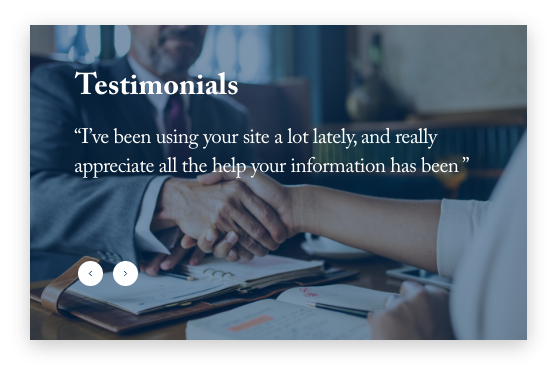 Testimonials
“I’ve been using your site a lot lately, and really
appreciate all the help your information has been ”